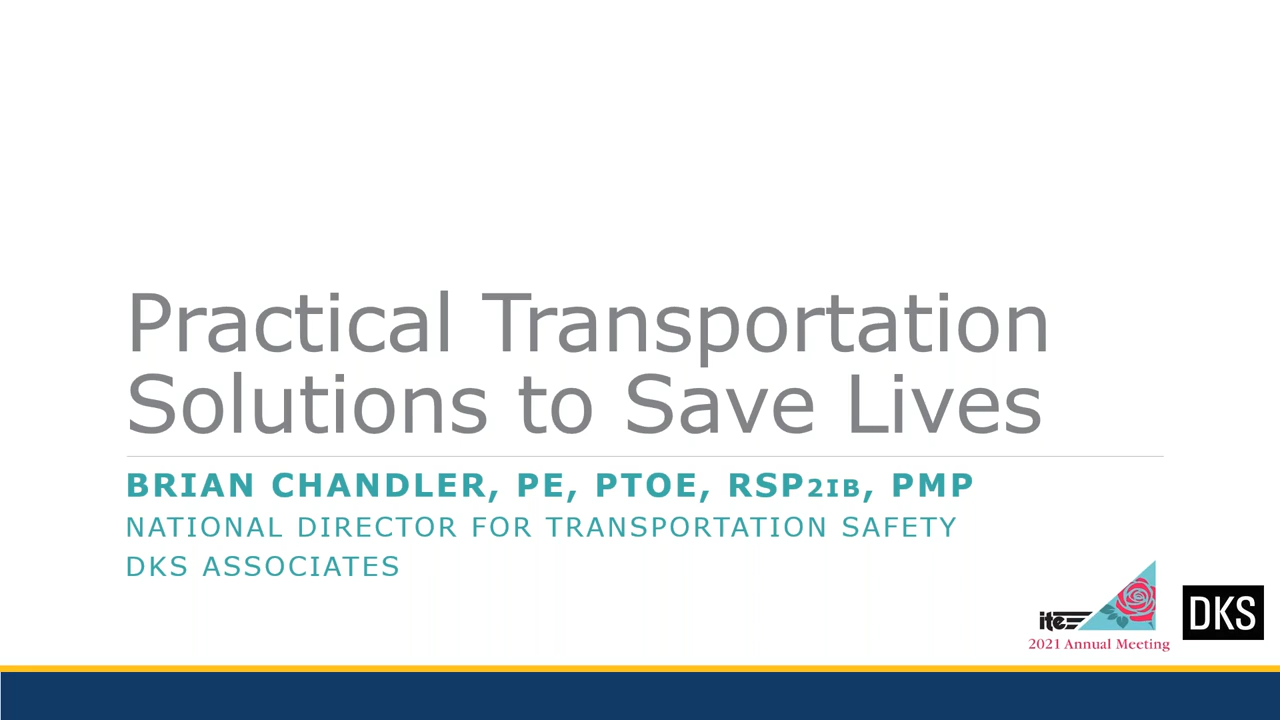 Practical Transportation
Solutions to Save Lives
BRIAN CHANDLER, PE, PTOE, RSP2IB, PMP
NATIONAL DIRECTOR FOR TRANSPORTATION SAFETY
DKS ASSOCIATES
ite
2021 Annual Meeting
DKS